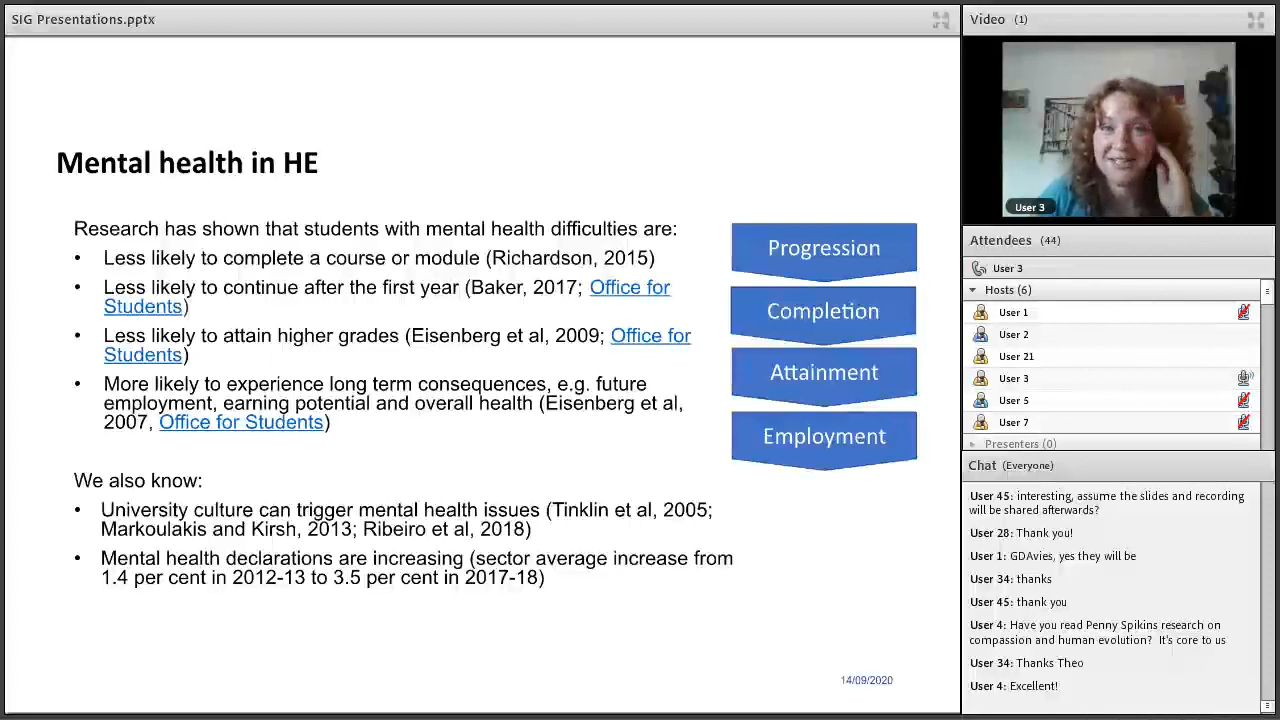 SIG Presentations.pptx
Mental health in HE
Research has shown that students with mental health difficulties are:
• Less likely to complete a course or module (Richardson, 2015)
• Less likely to continue after the first year (Baker, 2017; Office for
Students)
• Less likely to attain higher grades (Eisenberg et al, 2009; Office for
Students)
• More likely to experience long term consequences, e.g. future
employment, earning potential and overall health (Eisenberg et al,
2007, Office for Students)
We also know:
• University culture can trigger mental health issues (Tinklin et al, 2005;
Markoulakis and Kirsh, 2013; Ribeiro et al, 2018)
• Mental health declarations are increasing (sector average increase from
1.4 per cent in 2012-13 to 3.5 per cent in 2017-18)
Progression
Completion
Attainment
Employment
14/09/2020
Video (1)
User 3
Attendees (44)
User 3
Hosts (6)
User 1
User 2
User 21
User 3
User 5
User 7
Presenters (0)
Chat (Everyone)
User 45: interesting, assume the slides and recording
will be shared afterwards?
User 28: Thank you!
User 1: GDAvies, yes they will be
User 34: thanks
User 45: thank you
User 4: Have you read Penny Spikins research on
compassion and human evolution? It's core to us
User 34: Thanks Theo
User 4: Excellent!